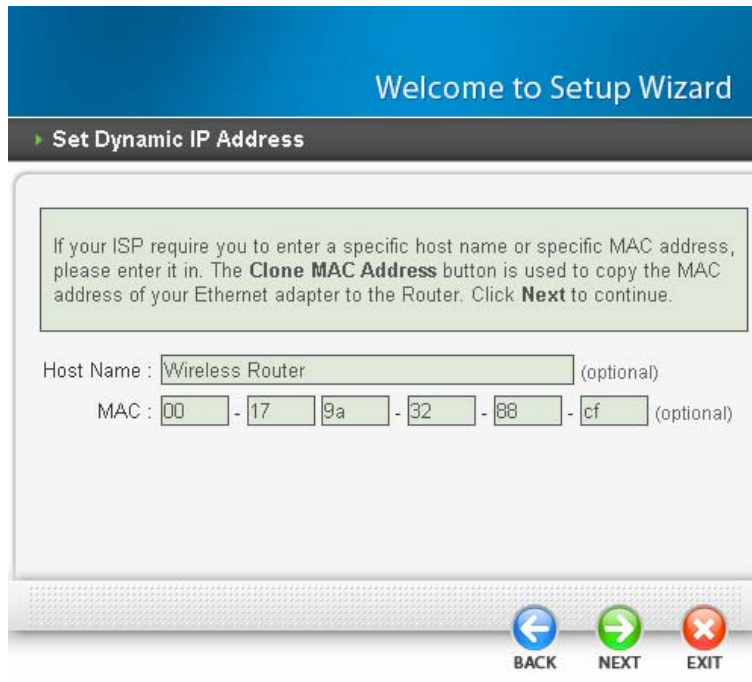 Welcome to Setup Wizard
Set Dynamic IP Address
If your ISP require you to enter a specific host name or specific MAC address,
please enter it in. The Clone MAC Address button is used to copy the MAC
address of your Ethernet adapter to the Router. Click Next to continue.
Host Name : Wireless Router (optional)
MAC : 00 - 17 9a - 32 - 88 - cf (optional)
BACK NEXT EXIT